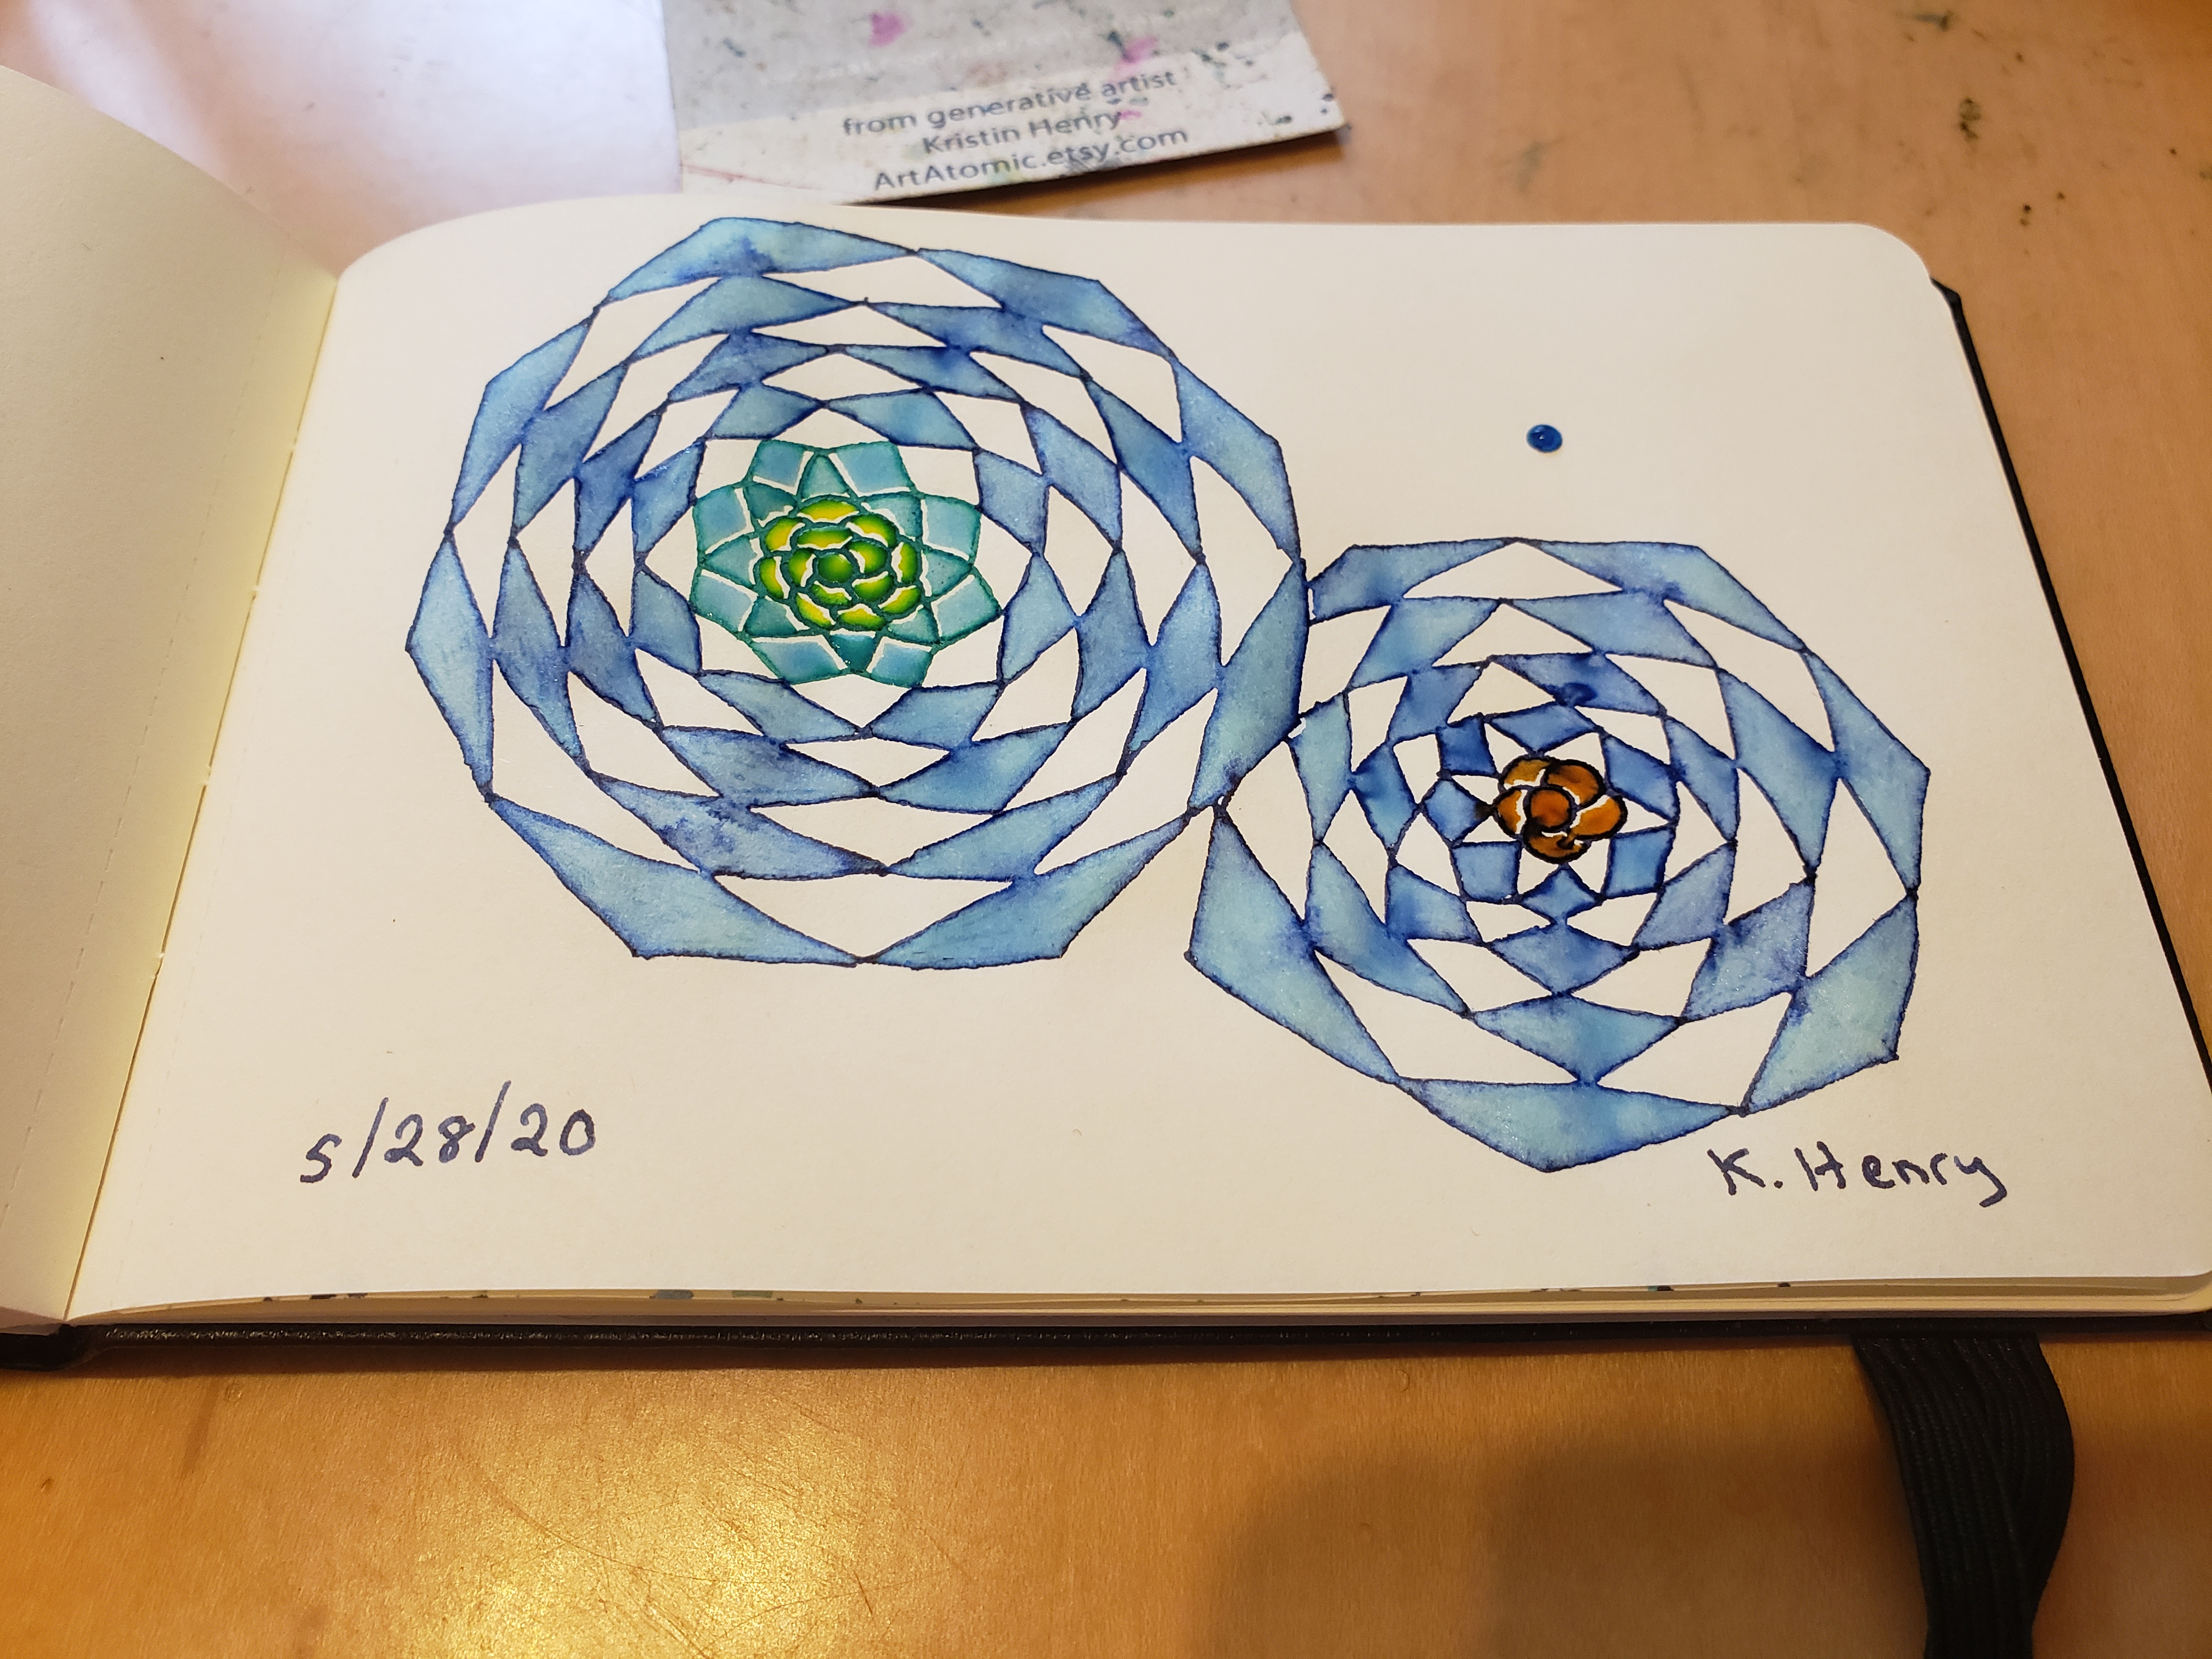 from generative artist
Kristin Henry
ArtAtomic.etsy.com
5/28/20
K. Henry